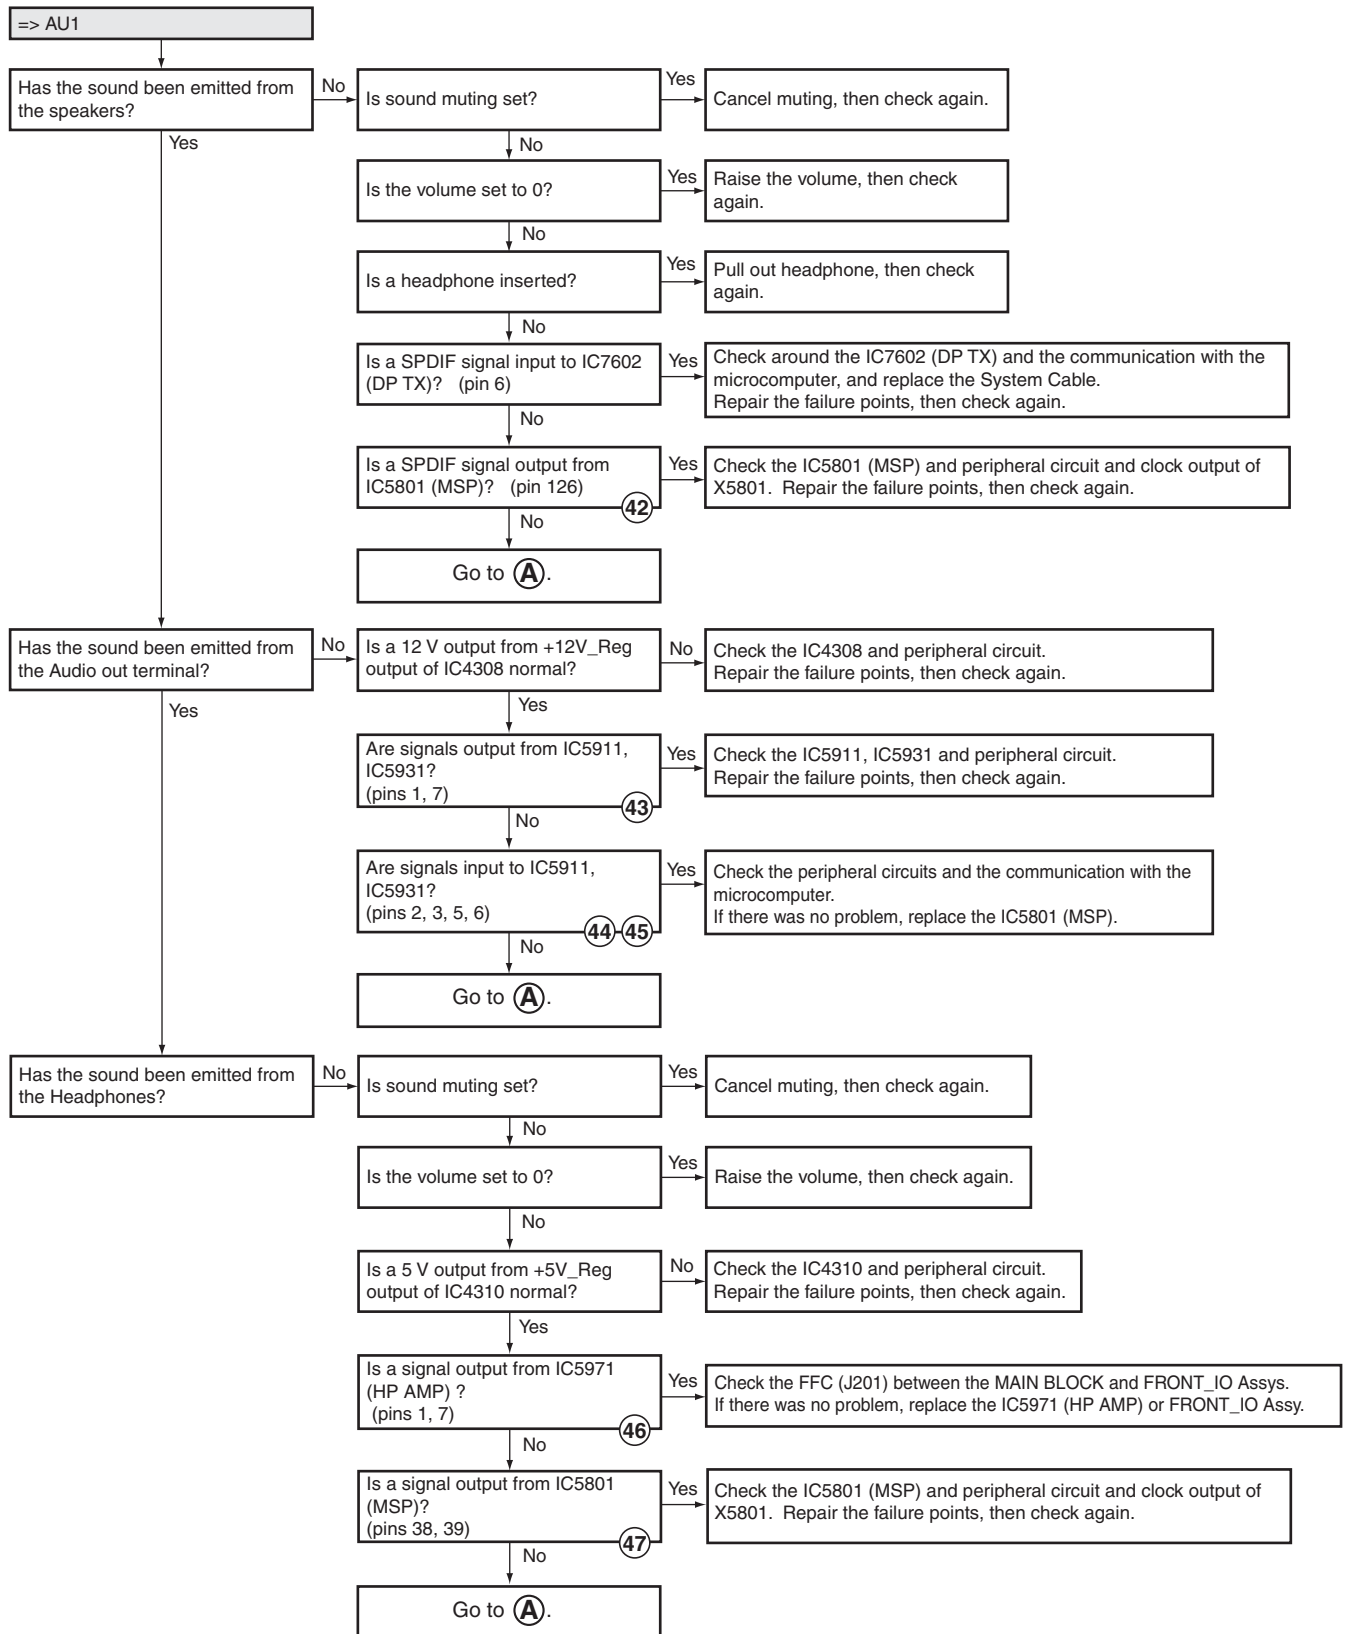 => AU1
Has the sound been emitted from
the speakers?
No
Is sound muting set?
Yes
Cancel muting, then check again.
Yes
No
Is the volume set to 0?
Yes
Raise the volume, then check
again.
No
Is a headphone inserted?
Yes
Pull out headphone, then check
again.
No
Is a SPDIF signal input to IC7602
(DP TX)? (pin 6)
Yes
Check around the IC7602 (DP TX) and the communication with the
microcomputer, and replace the System Cable.
Repair the failure points, then check again.
No
Is a SPDIF signal output from
IC5801 (MSP)? (pin 126)
42
Yes
Check the IC5801 (MSP) and peripheral circuit and clock output of
X5801. Repair the failure points, then check again.
No
Go to A.
Has the sound been emitted from
the Audio out terminal?
No
Is a 12 V output from +12V_Reg
output of IC4308 normal?
No
Check the IC4308 and peripheral circuit.
Repair the failure points, then check again.
Yes
Yes
Are signals output from IC5911,
IC5931?
(pins 1, 7)
43
Yes
Check the IC5911, IC5931 and peripheral circuit.
Repair the failure points, then check again.
No
Are signals input to IC5911,
IC5931?
(pins 2, 3, 5, 6)
44 45
Yes
Check the peripheral circuits and the communication with the
microcomputer.
If there was no problem, replace the IC5801 (MSP).
No
Go to A.
Has the sound been emitted from
the Headphones?
No
Is sound muting set?
Yes
Cancel muting, then check again.
No
Is the volume set to 0?
Yes
Raise the volume, then check again.
No
Is a 5 V output from +5V_Reg
output of IC4310 normal?
No
Check the IC4310 and peripheral circuit.
Repair the failure points, then check again.
Yes
Is a signal output from IC5971
(HP AMP) ?
(pins 1, 7)
46
Yes
Check the FFC (J201) between the MAIN BLOCK and FRONT_IO Assys.
If there was no problem, replace the IC5971 (HP AMP) or FRONT_IO Assy.
No
Is a signal output from IC5801
(MSP)?
(pins 38, 39)
47
Yes
Check the IC5801 (MSP) and peripheral circuit and clock output of
X5801. Repair the failure points, then check again.
No
Go to A.